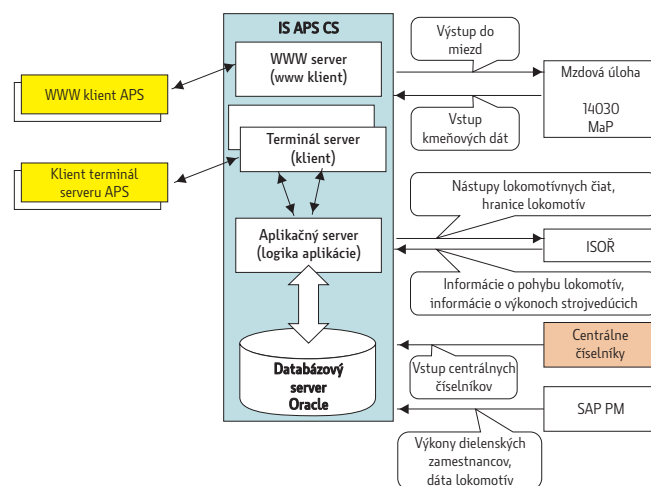 IS APS CS
WWW server
(www klient)
WWW klient APS
Terminál server
(klient)
Klient terminál
serveru APS
Aplikačný server
(logika aplikácie)
Databázový
server
Oracle
Výstup do
miezd
Mzdová úloha
14030
MaP
Vstup
kmeňových dát
Nástupy lokomotívnych čiat,
hranice lokomotív
ISOŘ
Informácie o pohybu lokomotív,
informácie o výkonoch strojvedúcich
Centrálne
číselníky
Vstup centrálnych
číselníkov
SAP PM
Výkony dielenských
zamestnancov,
dáta lokomotív